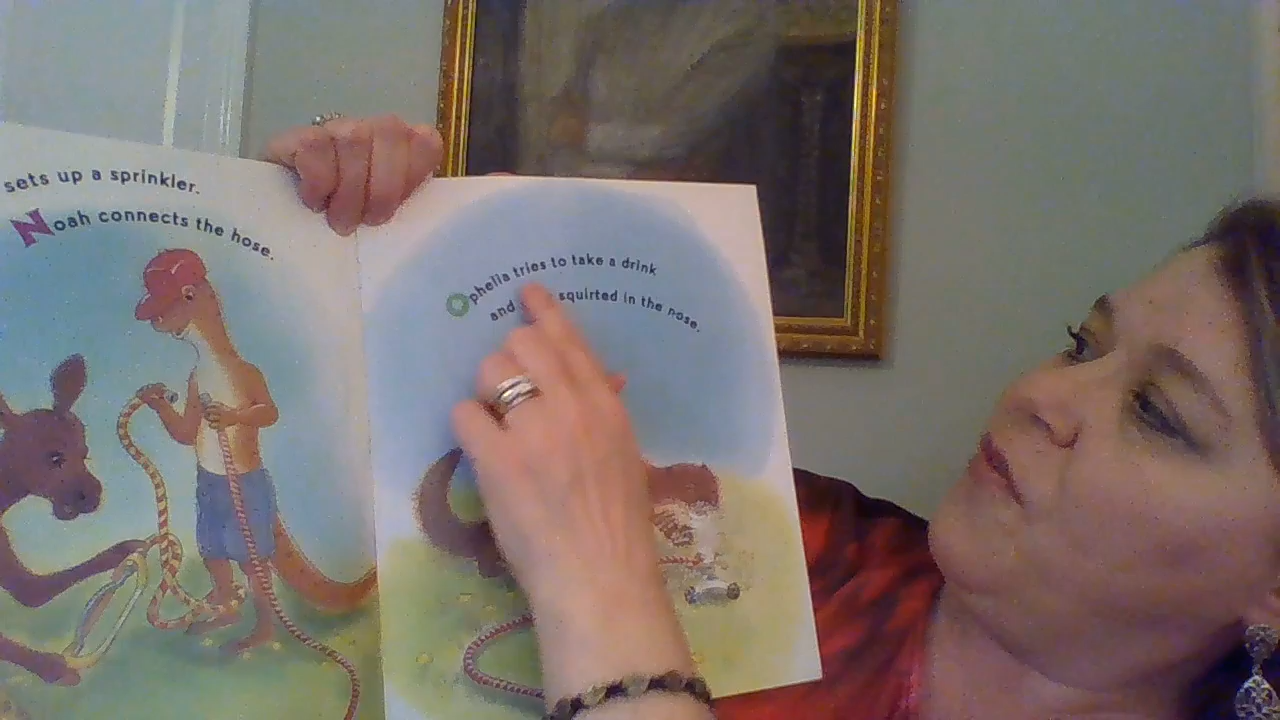 sets up a sprinkler.
Noah connects the hose.
Ophelia tries to take a drink
and squirted in the nose.